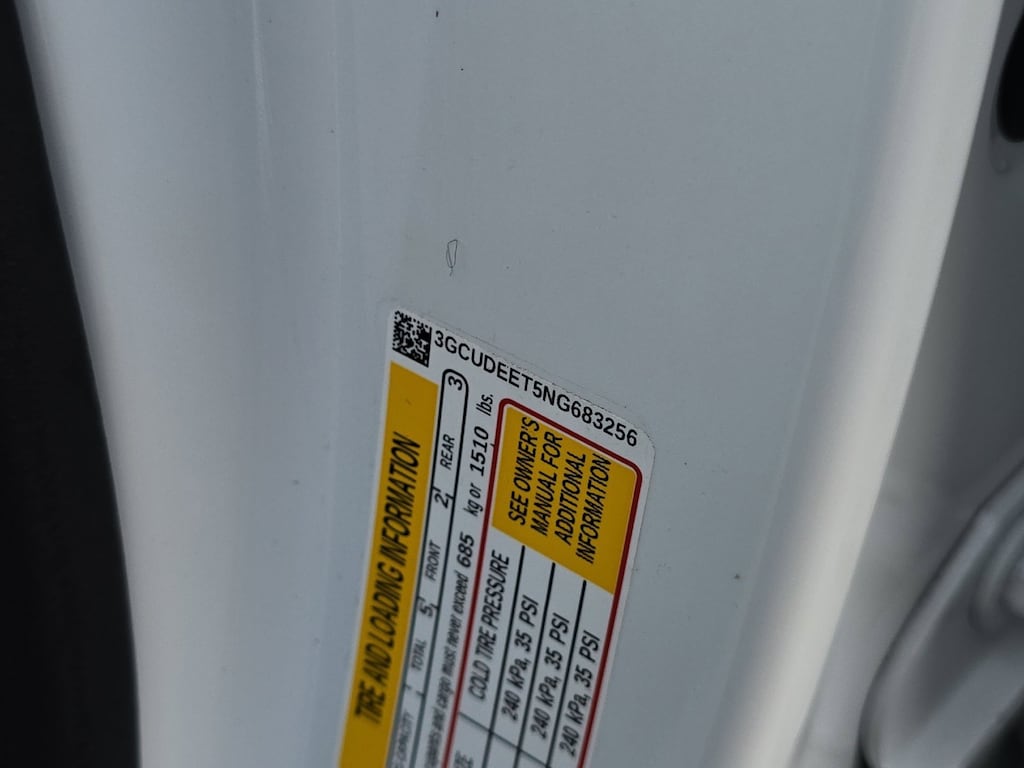 3GCUDEET5NG683256
TIRE AND LOADING INFORMATION
CAPACITY TOTAL 5 FRONT 2 REAR 3
and cargo must never exceed 685 kg or 1510 lbs.
COLD TIRE PRESSURE
240 kPa, 35 PSI
240 kPa, 35 PSI
240 kPa, 35 PSI
SEE OWNER'S
MANUAL FOR
ADDITIONAL
INFORMATION